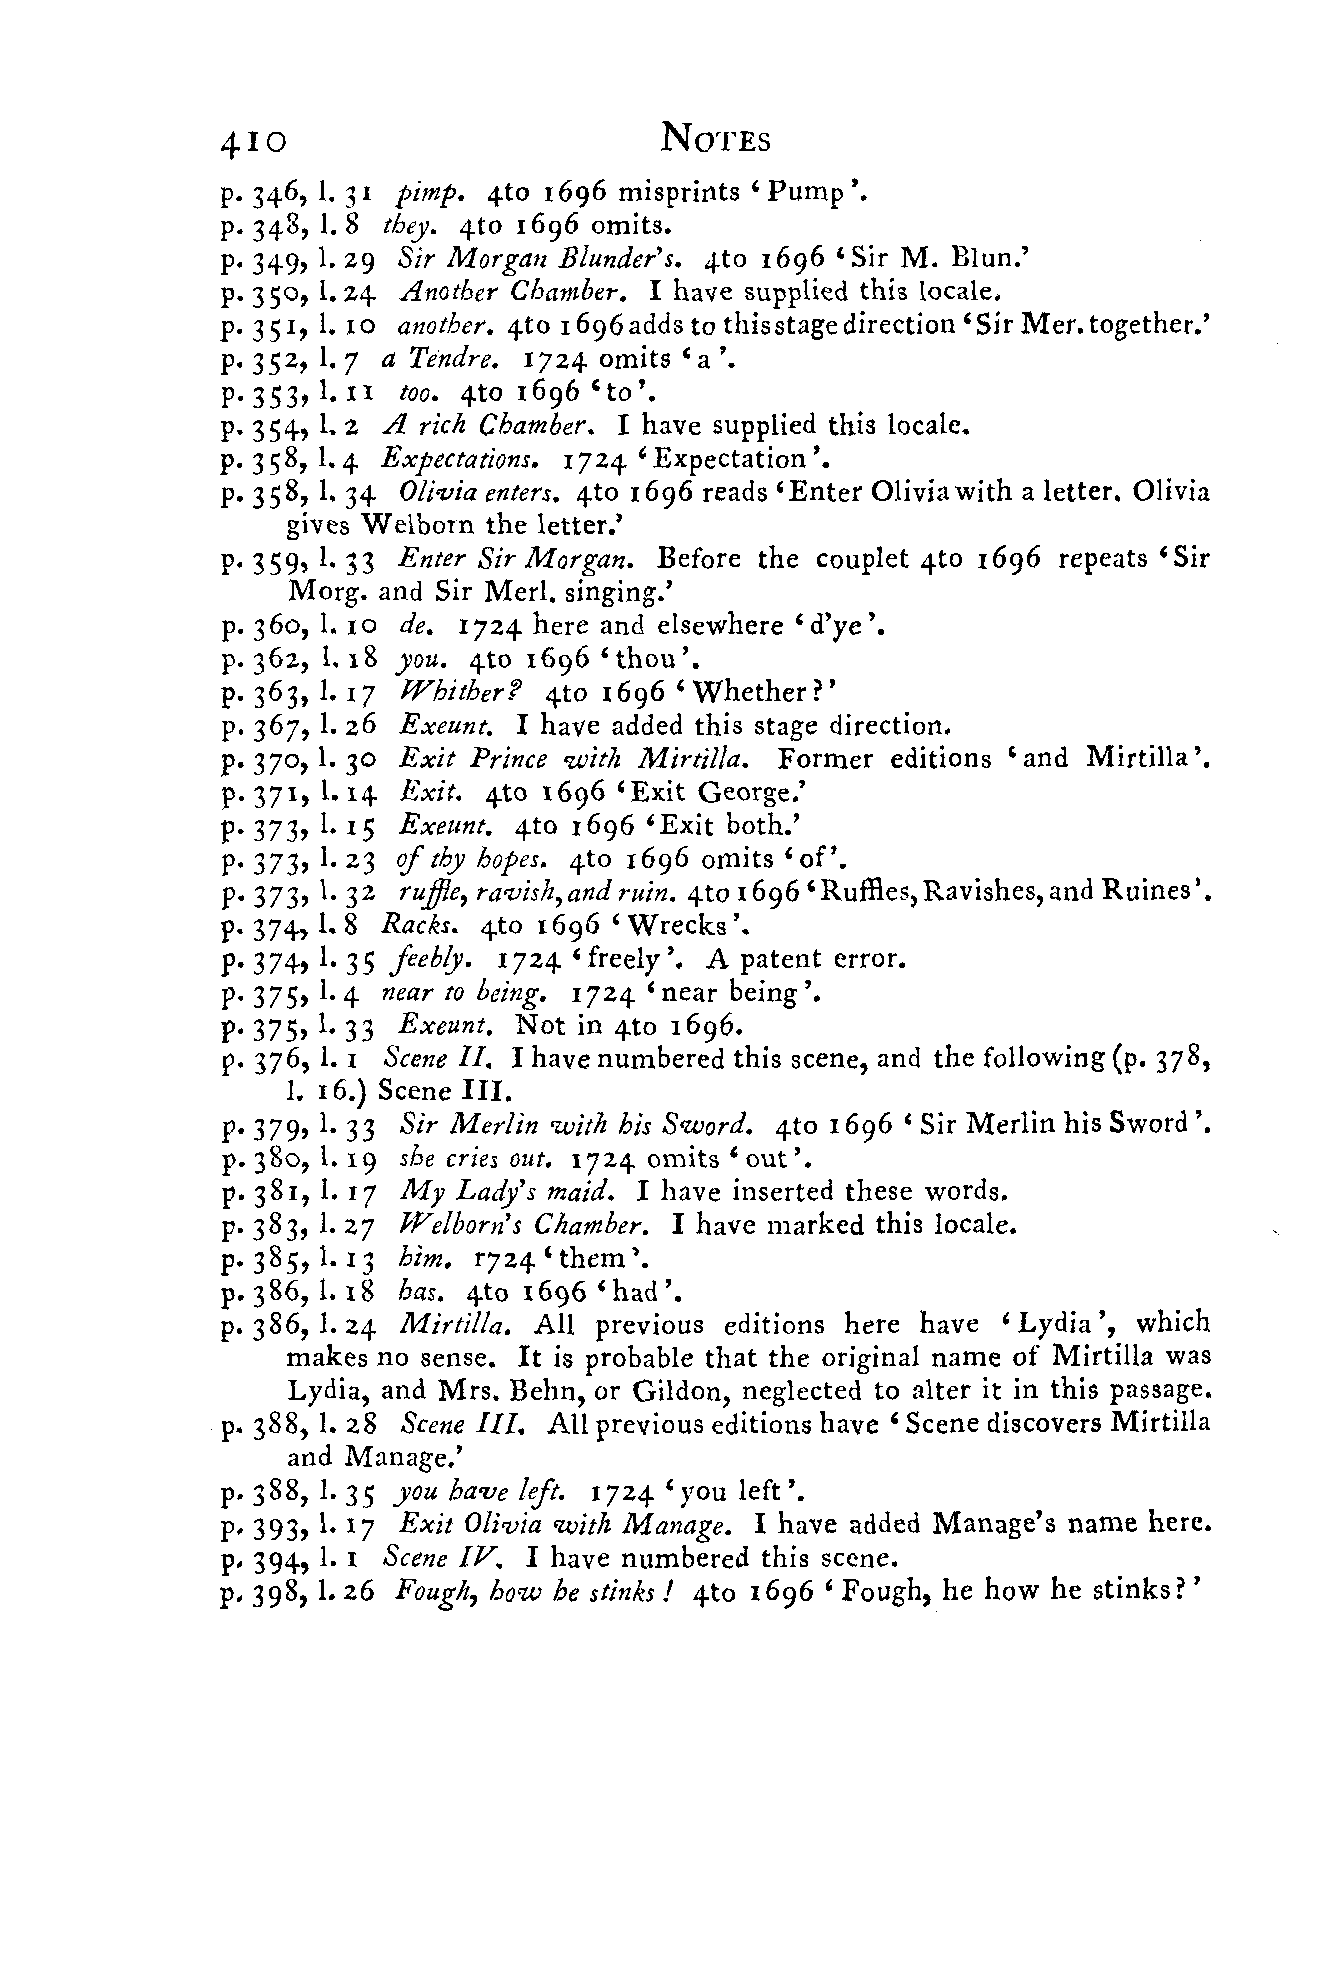 410 NOTES
p. 346, l. 31 pimp. 4to 1696 misprints ‘Pump’.
p. 348, l. 8 they. 4to 1696 omits.
p. 349, l. 29 Sir Morgan Blunder’s. 4to 1696 ‘Sir M. Blun.’
p. 350, l. 24 Another Chamber. I have supplied this locale.
p. 351, l. 10 another. 4to 1696 adds to this stage direction ‘Sir Mer. together.’
p. 352, l. 7 a Tendre. 1724 omits ‘a’.
p. 353, l. 11 too. 4to 1696 ‘to’.
p. 354, l. 2 A rich Chamber. I have supplied this locale.
p. 358, l. 4 Expectations. 1724 ‘Expectation’.
p. 358, l. 34 Olivia enters. 4to 1696 reads ‘Enter Olivia with a letter. Olivia
gives Welborn the letter.’
p. 359, l. 33 Enter Sir Morgan. Before the couplet 4to 1696 repeats ‘Sir
Morg. and Sir Merl. singing.’
p. 360, l. 10 de. 1724 here and elsewhere ‘d’ye’.
p. 362, l. 18 you. 4to 1696 ‘thou’.
p. 363, l. 17 Whither? 4to 1696 ‘Whether?’
p. 367, l. 26 Exeunt. I have added this stage direction.
p. 370, l. 30 Exit Prince with Mirtilla. Former editions ‘and Mirtilla’.
p. 371, l. 14 Exit. 4to 1696 ‘Exit George.’
p. 373, l. 15 Exeunt. 4to 1696 ‘Exit both.’
p. 373, l. 23 of thy hopes. 4to 1696 omits ‘of’.
p. 373, l. 32 ruffle, ravish, and ruin. 4to 1696 ‘Ruffles, Ravishes, and Ruines’.
p. 374, l. 8 Racks. 4to 1696 ‘Wrecks’.
p. 374, l. 35 feebly. 1724 ‘freely’. A patent error.
p. 375, l. 4 near to being. 1724 ‘near being’.
p. 375, l. 33 Exeunt. Not in 4to 1696.
p. 376, l. 1 Scene II. I have numbered this scene, and the following (p. 378,
l. 16.) Scene III.
p. 379, l. 33 Sir Merlin with his Sword. 4to 1696 ‘Sir Merlin his Sword’.
p. 380, l. 19 she cries out. 1724 omits ‘out’.
p. 381, l. 17 My Lady’s maid. I have inserted these words.
p. 383, l. 27 Welborn’s Chamber. I have marked this locale.
p. 385, l. 13 him. 1724 ‘them’.
p. 386, l. 18 has. 4to 1696 ‘had’.
p. 386, l. 24 Mirtilla. All previous editions here have ‘Lydia’, which
makes no sense. It is probable that the original name of Mirtilla was
Lydia, and Mrs. Behn, or Gildon, neglected to alter it in this passage.
p. 388, l. 28 Scene III. All previous editions have ‘Scene discovers Mirtilla
and Manage.’
p. 388, l. 35 you have left. 1724 ‘you left’.
p. 393, l. 17 Exit Olivia with Manage. I have added Manage’s name here.
p. 394, l. 1 Scene IV. I have numbered this scene.
p. 398, l. 26 Fough, how he stinks! 4to 1696 ‘Fough, he how he stinks?’